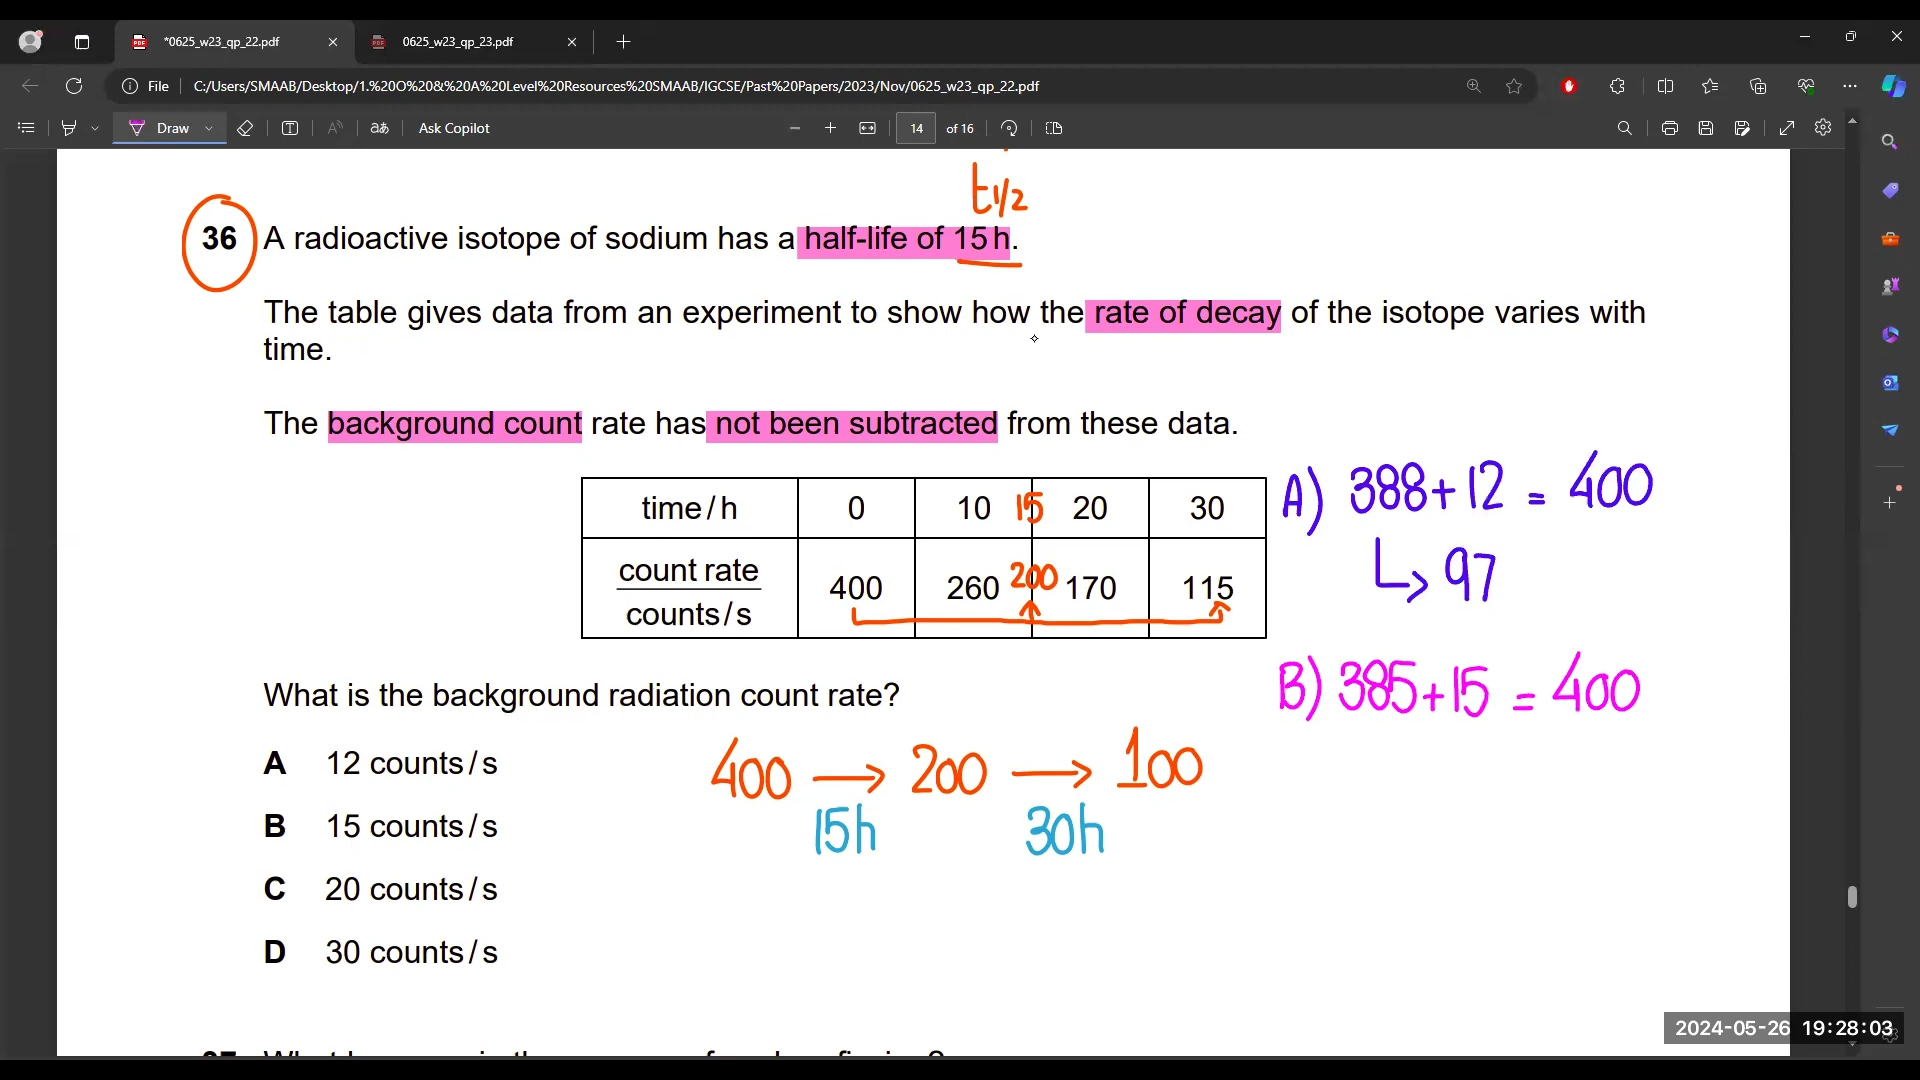 *0625_w23_qp_22.pdf
0625_w23_qp_23.pdf
File
C:/Users/SMAAB/Desktop/1.%20O%20&%20A%20Level%20Resources%20SMAAB/IGCSE/Past%20Papers/2023/Nov/0625_w23_qp_22.pdf
Draw
Ask Copilot
14 of 16
t1/2
36 A radioactive isotope of sodium has a half-life of 15 h.
The table gives data from an experiment to show how the rate of decay of the isotope varies with
time.
The background count rate has not been subtracted from these data.
time / h 0 10 15 20 30
count rate
counts / s
400 260 200 170 115
A) 388+12 = 400
97
B) 385+15 = 400
What is the background radiation count rate?
400 → 200 → 100
15h 30h
A 12 counts / s
B 15 counts / s
C 20 counts / s
D 30 counts / s
2024-05-26 19:28:03